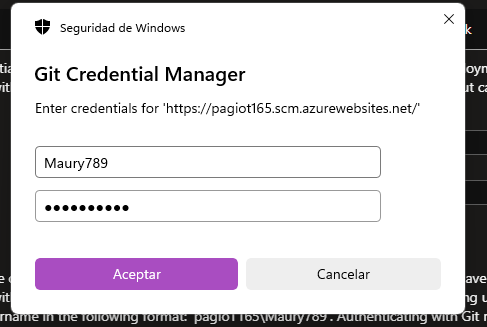 Seguridad de Windows
k
Git Credential Manager
Enter credentials for 'https://pagiot165.scm.azurewebsites.net/'
Maury789
●●●●●●●●●●
Aceptar
Cancelar
rname in the following format: 'pagio1165\Maury789'. Authenticating with Git